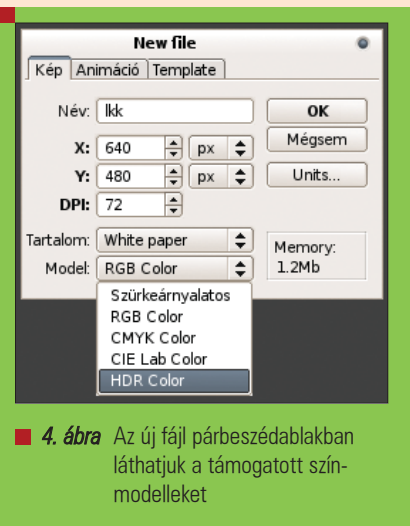 New file
Kép Animáció Template
Név: lkk OK
Mégsem
X: 640 px
Y: 480 px Units...
DPI: 72
Tartalom: White paper
Memory:
1.2Mb
Model: RGB Color
Szürkeárnyalatos
RGB Color
CMYK Color
CIE Lab Color
HDR Color
4. ábra Az új fájl párbeszédablakban
láthatjuk a támogatott szín-
modelleket